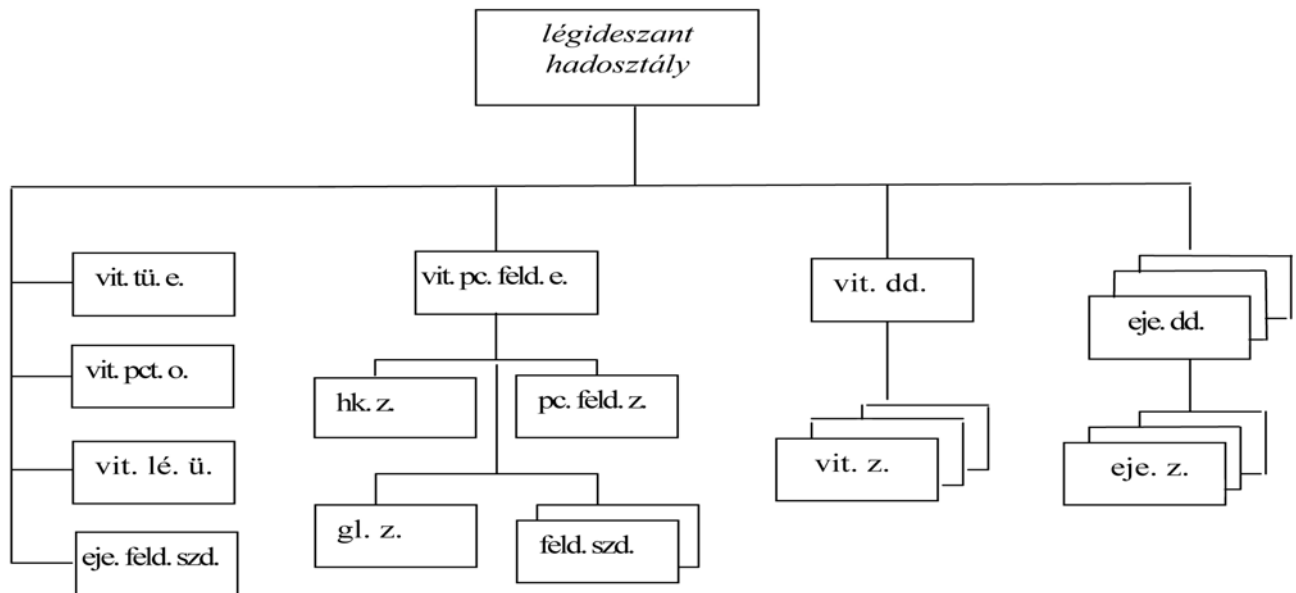 légideszant
hadosztály
vit. tü. e.
vit. pc. feld. e.
vit. dd.
eje. dd.
vit. pct. o.
hk. z.
pc. feld. z.
vit. lé. ü.
vit. z.
eje. z.
gl. z.
feld. szd.
eje. feld. szd.